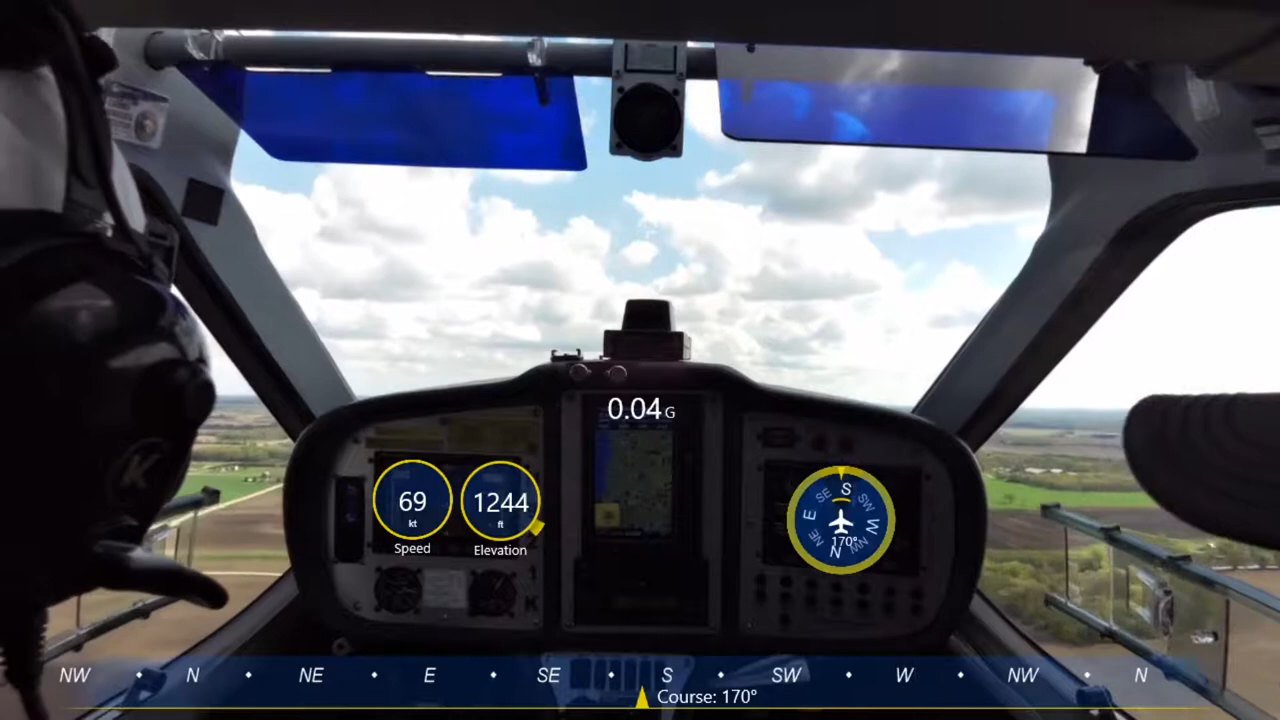 0.04 G
69
kt
Speed
1244
ft
Elevation
S
SE
SW
E
W
NE
NW
N
170°
K
NW N NE E SE S SW W NW N
Course: 170°